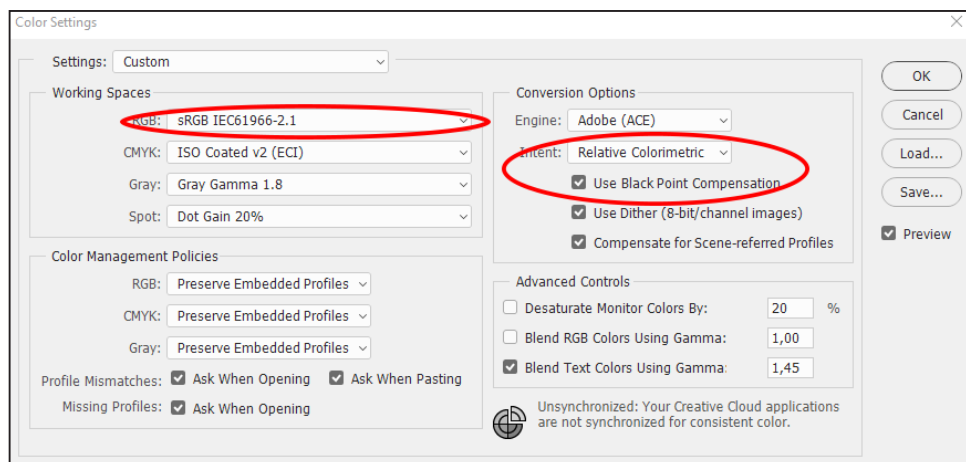 Color Settings
Settings: Custom
Working Spaces
RGB: sRGB IEC61966-2.1
CMYK: ISO Coated v2 (ECI)
Gray: Gray Gamma 1.8
Spot: Dot Gain 20%
Color Management Policies
RGB: Preserve Embedded Profiles
CMYK: Preserve Embedded Profiles
Gray: Preserve Embedded Profiles
Profile Mismatches: Ask When Opening Ask When Pasting
Missing Profiles: Ask When Opening
Conversion Options
Engine: Adobe (ACE)
Intent: Relative Colorimetric
Use Black Point Compensation
Use Dither (8-bit/channel images)
Compensate for Scene-referred Profiles
Advanced Controls
Desaturate Monitor Colors By: 20 %
Blend RGB Colors Using Gamma: 1,00
Blend Text Colors Using Gamma: 1,45
Unsynchronized: Your Creative Cloud applications
are not synchronized for consistent color.
OK
Cancel
Load...
Save...
Preview